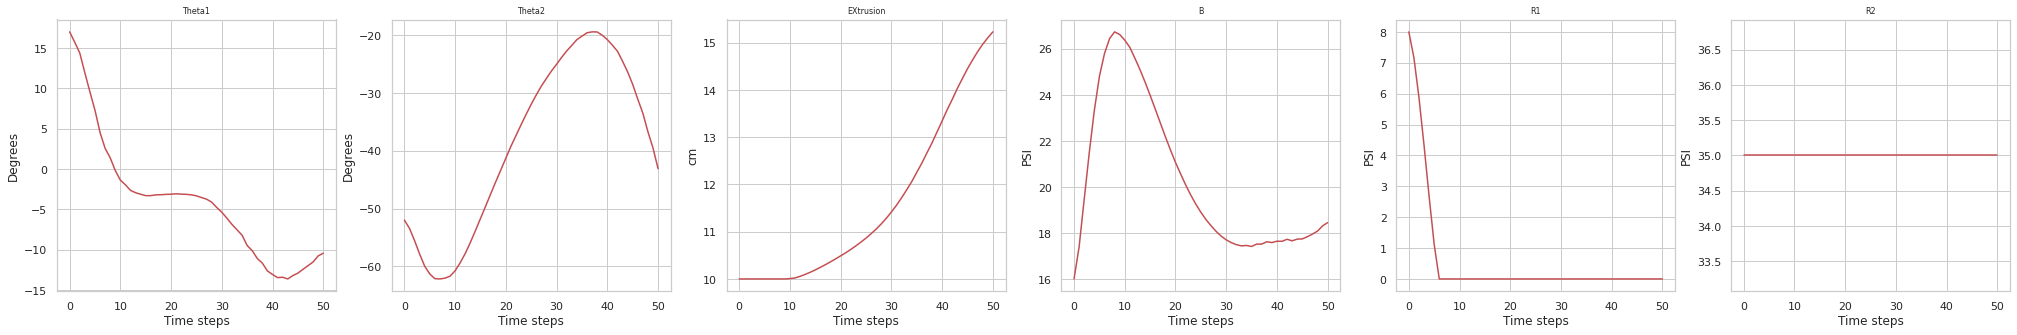 Theta1
Degrees
15
10
5
0
−5
−10
−15
0 10 20 30 40 50
Time steps
Theta2
Degrees
−20
−30
−40
−50
−60
0 10 20 30 40 50
Time steps
EXtrusion
cm
15
14
13
12
11
10
0 10 20 30 40 50
Time steps
B
PSI
26
24
22
20
18
16
0 10 20 30 40 50
Time steps
R1
PSI
8
7
6
5
4
3
2
1
0
0 10 20 30 40 50
Time steps
R2
PSI
36.5
36.0
35.5
35.0
34.5
34.0
33.5
0 10 20 30 40 50
Time steps